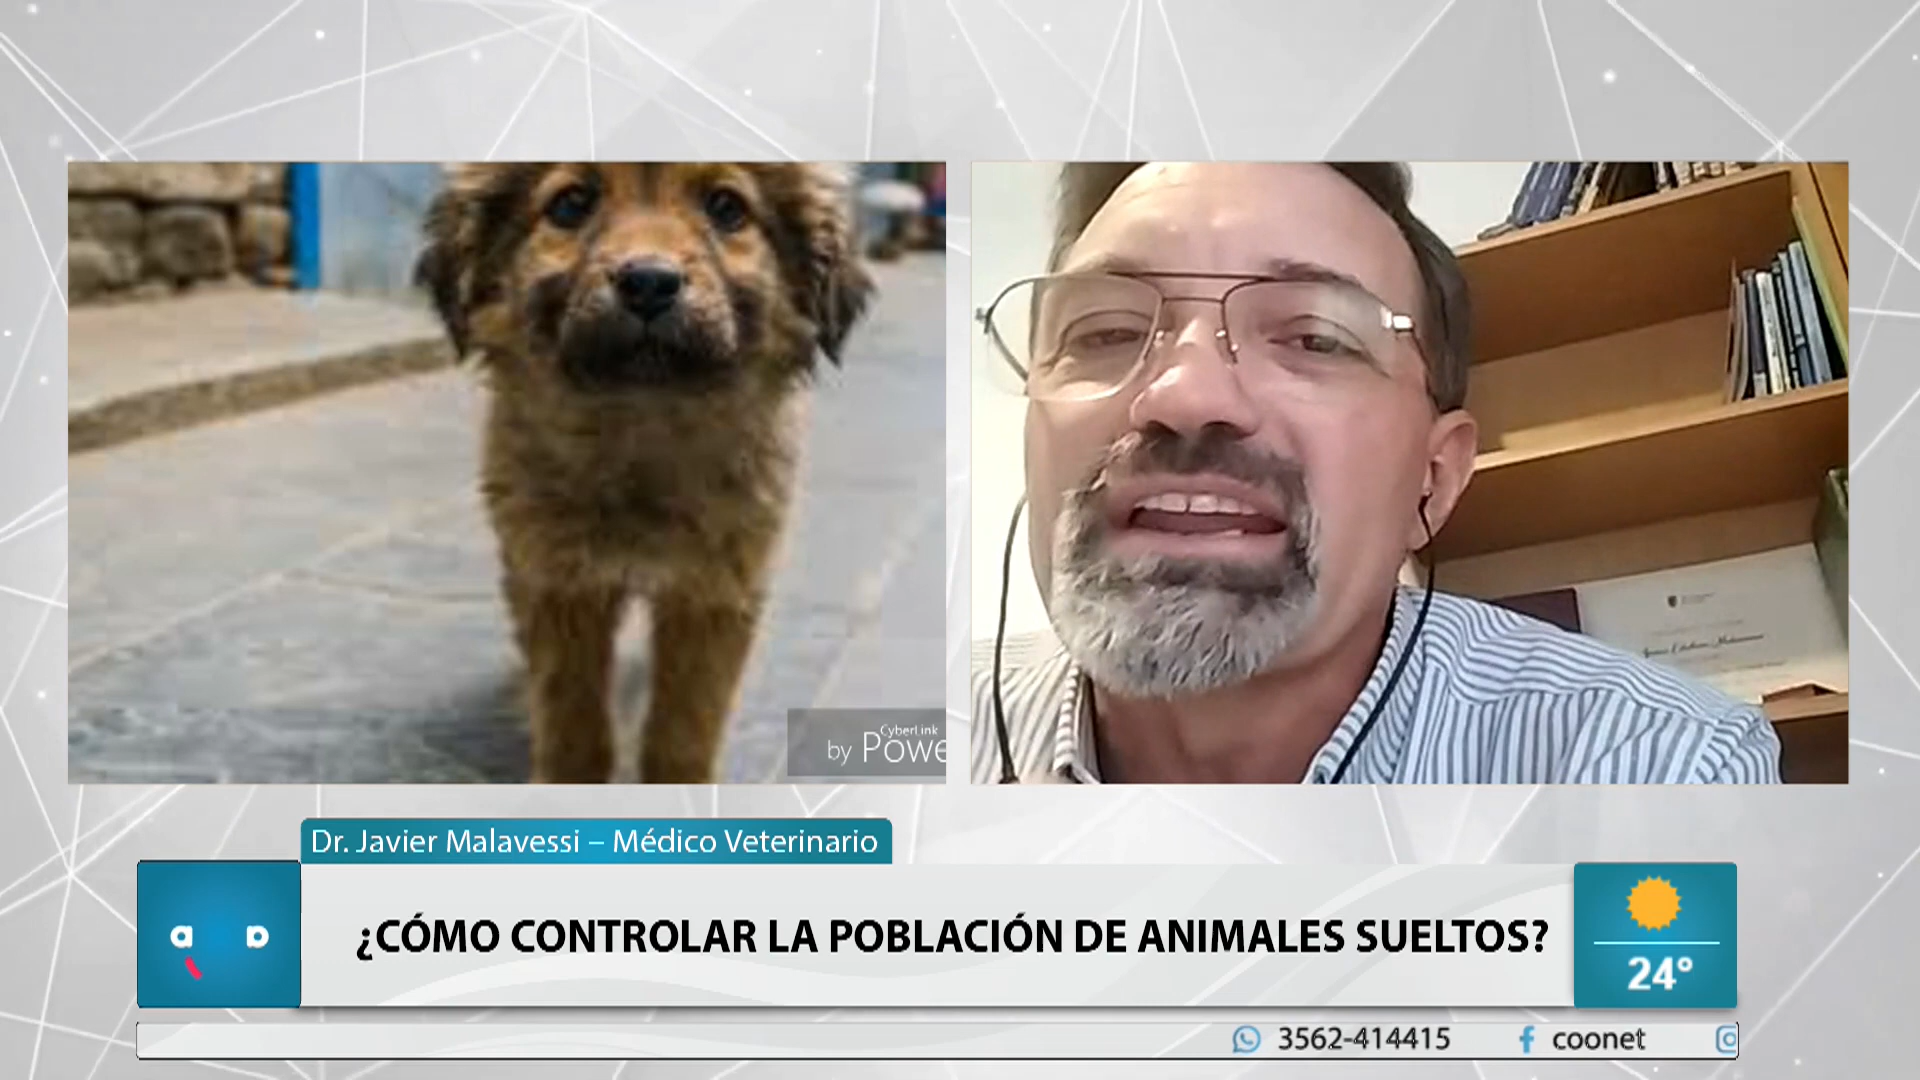 CyberLink
by Powe
Dr. Javier Malavessi – Médico Veterinario
¿CÓMO CONTROLAR LA POBLACIÓN DE ANIMALES SUELTOS?
24°
3562-414415
coonet